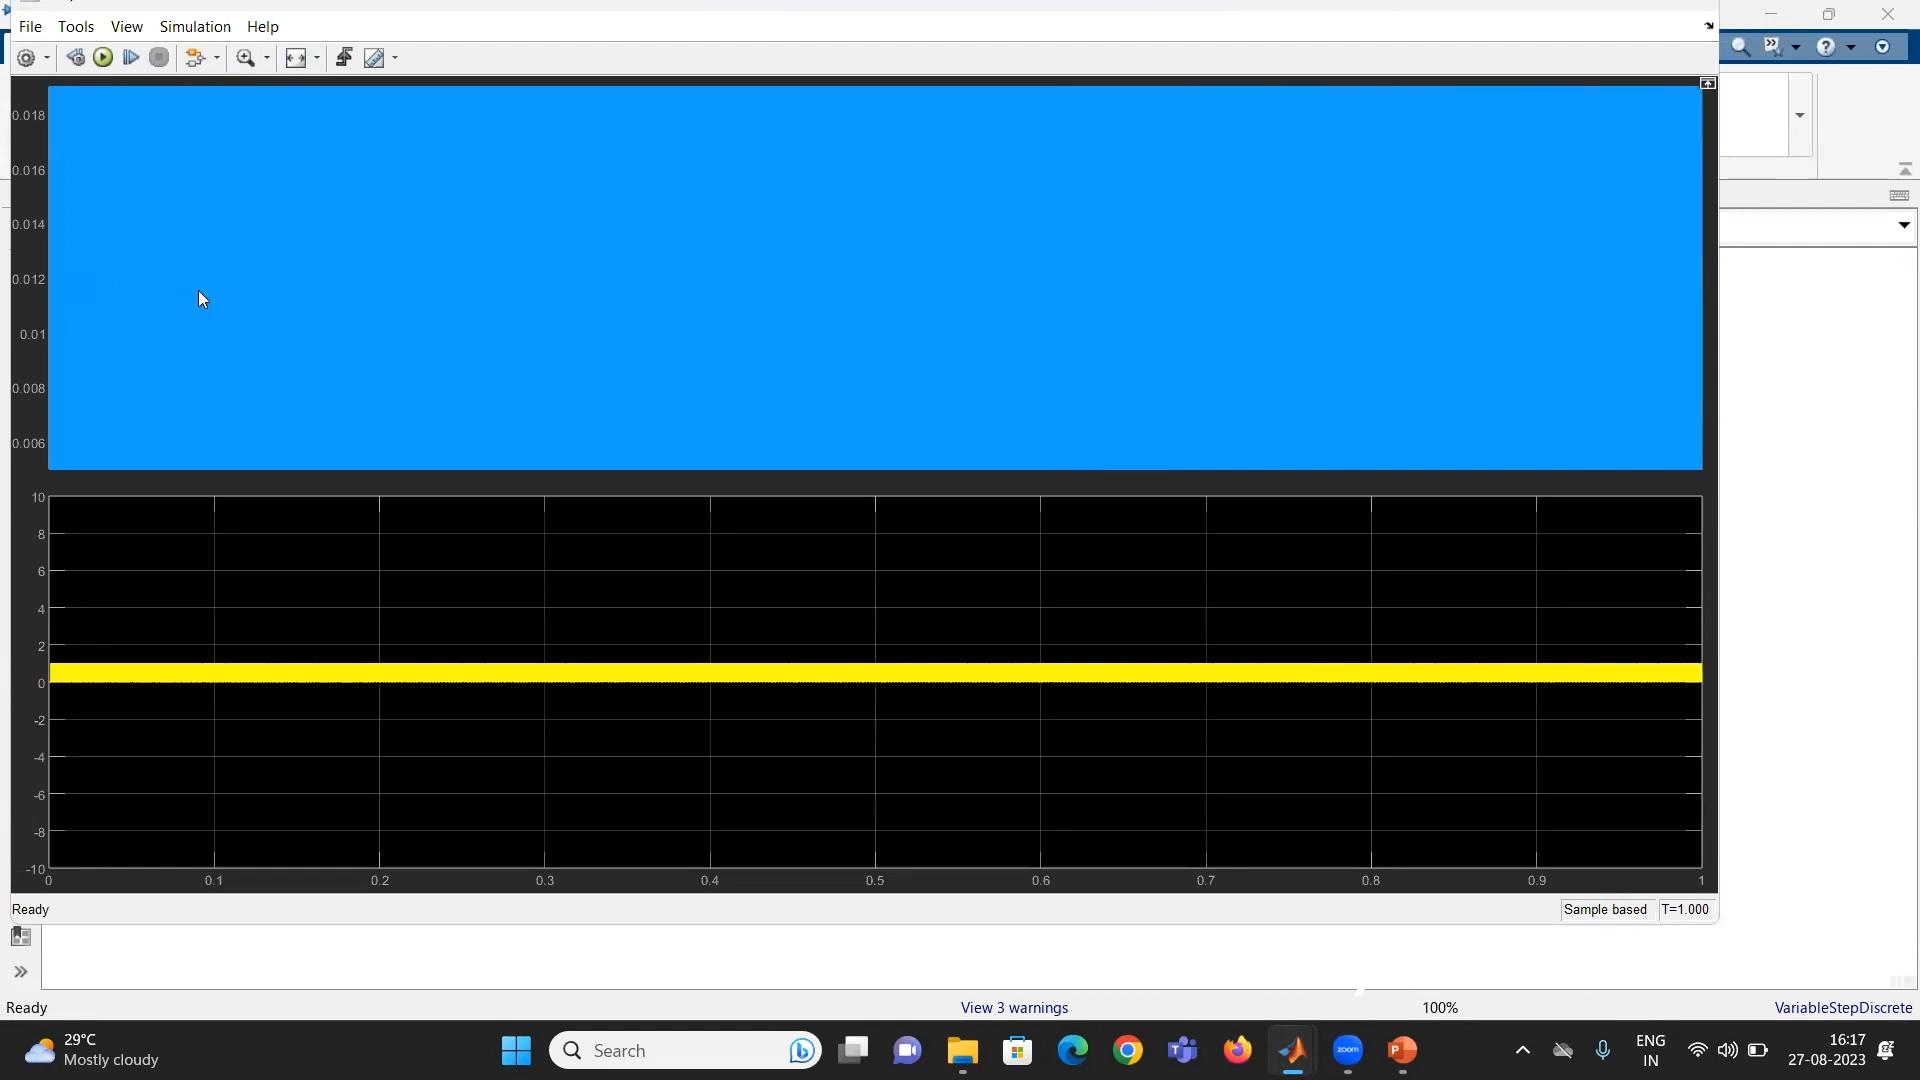 File Tools View Simulation Help
0.018
0.016
0.014
0.012
0.01
0.008
0.006
10
8
6
4
2
0
-2
-4
-6
-8
-10
0 0.1 0.2 0.3 0.4 0.5 0.6 0.7 0.8 0.9 1
Ready Sample based T=1.000
Ready View 3 warnings 100% VariableStepDiscrete
29°C
Mostly cloudy
Search
zoom
ENG
IN
16:17
27-08-2023